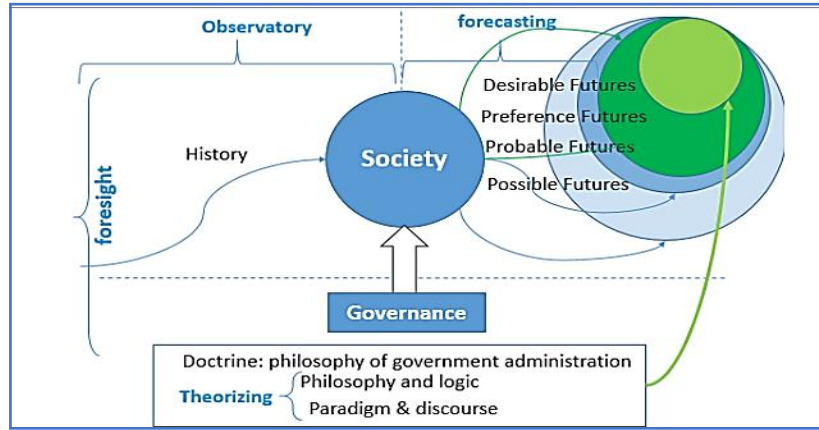 Observatory
forecasting
Desirable Futures
Preference Futures
Probable Futures
Possible Futures
History
Society
foresight
Governance
Doctrine: philosophy of government administration
Philosophy and logic
Theorizing
Paradigm & discourse